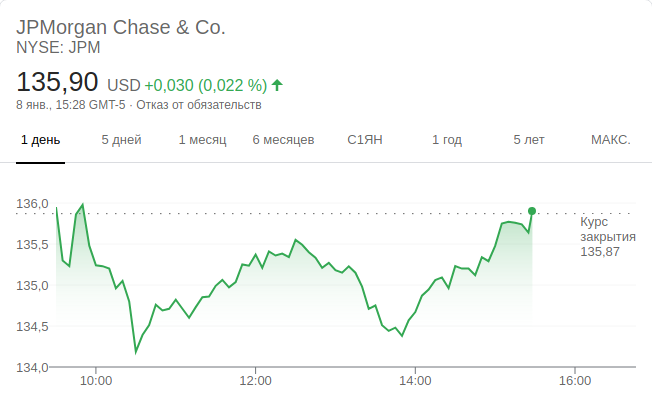 JPMorgan Chase & Co.
NYSE: JPM
135,90 USD +0,030 (0,022 %)
8 янв., 15:28 GMT-5 · Отказ от обязательств
1 день 5 дней 1 месяц 6 месяцев С1ЯН 1 год 5 лет МАКС.
136,0
Курс
135,5 закрытия
135,87
135,0
134,5
134,0
10:00 12:00 14:00 16:00